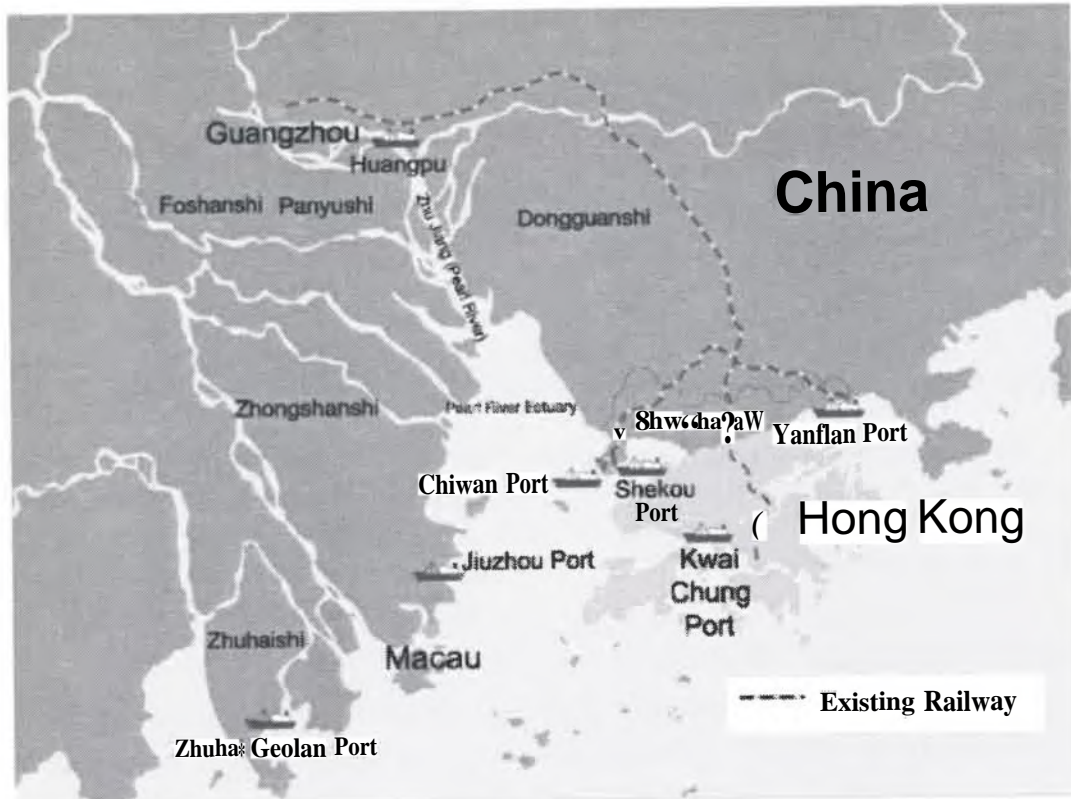 Guangzhou
Huangpu
China
Foshanshi Panyushi
Dongguanshi
Zhu Jiang (Pearl River)
Zhongshanshi
Pearl River Estuary
Yanflan Port
Chiwan Port
Shekou
Port
Hong Kong
Jiuzhou Port
Kwai
Chung
Port
Zhuhaishi
Macau
Existing Railway
Geolan Port